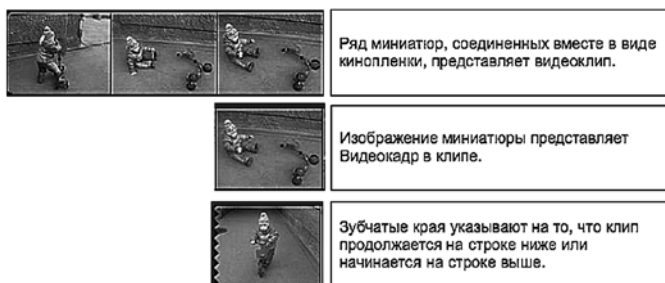 Ряд миниатюр, соединенных вместе в виде
кинопленки, представляет видеоклип.
Изображение миниатюры представляет
Видеокадр в клипе.
Зубчатые края указывают на то, что клип
продолжается на строке ниже или
начинается на строке выше.